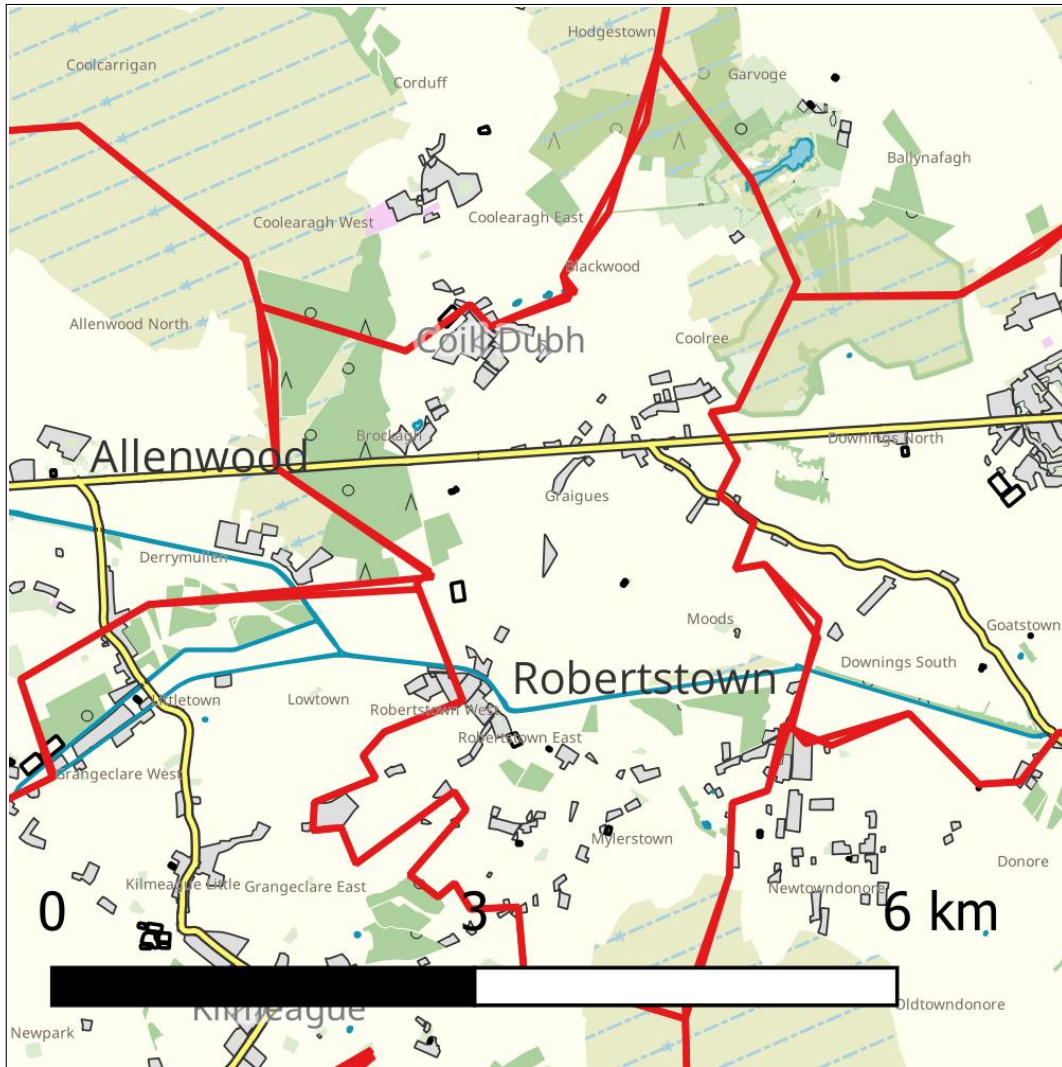 Hodgestown
Coolcarrigan
Corduff
Garvoge
Ballynafagh
Coolearagh West
Coolearagh East
Blackwood
Allenwood North
Coill Dubh
Coolree
Brockagh
Downings North
Allenwood
Graigues
Derrymullen
Moods
Goatstown
Downings South
Robertstown
Littletown
Lowtown
Robertstown West
Robertstown East
Grangeclare West
Mylerstown
Donore
Kilmeague Little
Grangeclare East
Newtowndonore
0 3 6 km
Kilmeague
Oldtowndonore
Newpark